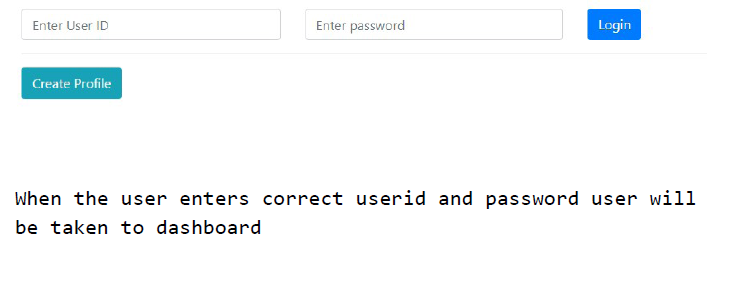 Enter User ID Enter password Login
Create Profile
When the user enters correct userid and password user will
be taken to dashboard